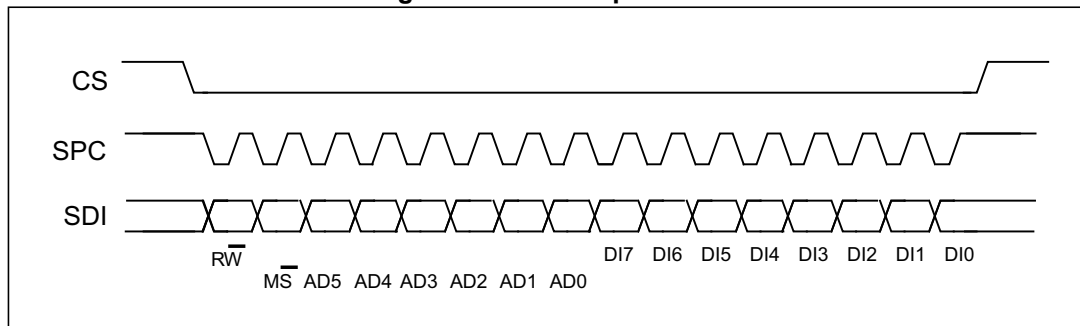 CS
SPC
SDI
RW̅
DI7 DI6 DI5 DI4 DI3 DI2 DI1 DI0
MS̅ AD5 AD4 AD3 AD2 AD1 AD0